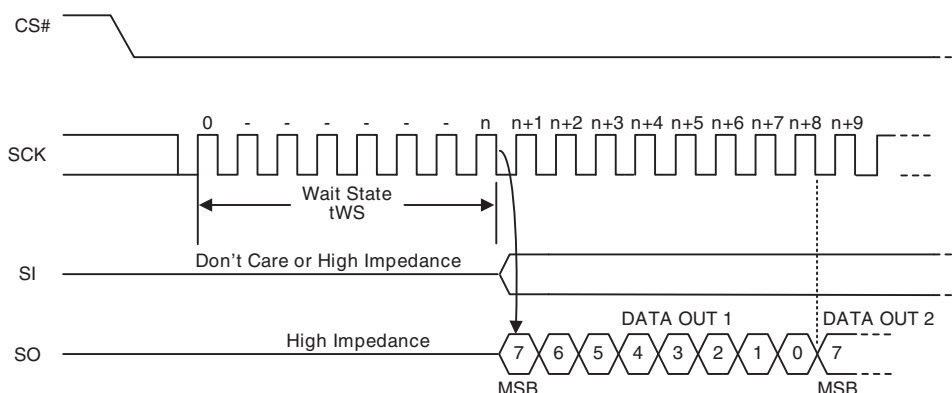 CS#
0 - - - - - - n n+1 n+2 n+3 n+4 n+5 n+6 n+7 n+8 n+9
SCK
Wait State
tWS
Don't Care or High Impedance
SI
DATA OUT 1 DATA OUT 2
High Impedance
SO 7 6 5 4 3 2 1 0 7
MSB MSB